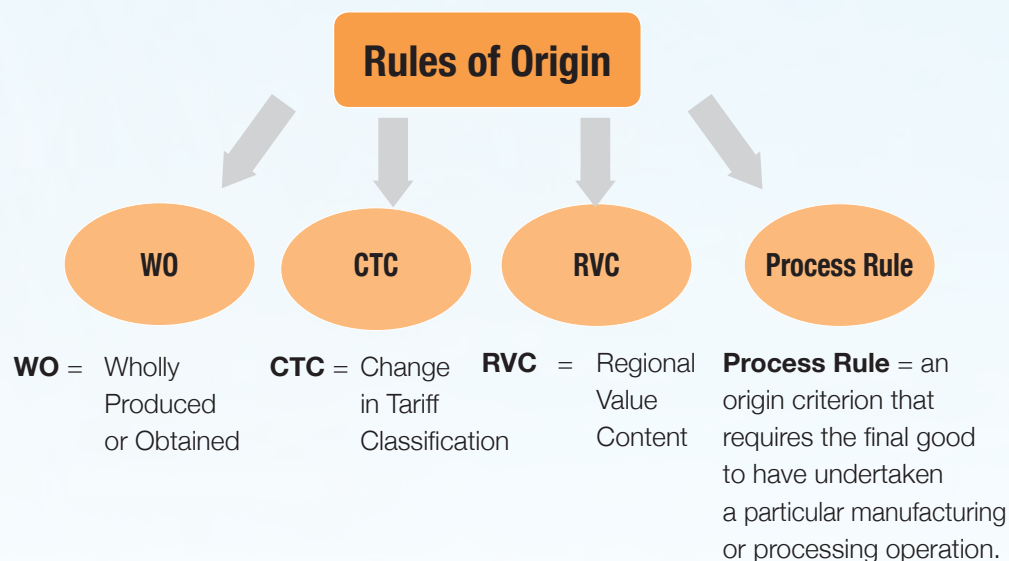 Rules of Origin
WO
CTC
RVC
Process Rule
WO = Wholly
Produced
or Obtained
CTC = Change
in Tariff
Classification
RVC = Regional
Value
Content
Process Rule = an
origin criterion that
requires the final good
to have undertaken
a particular manufacturing
or processing operation.